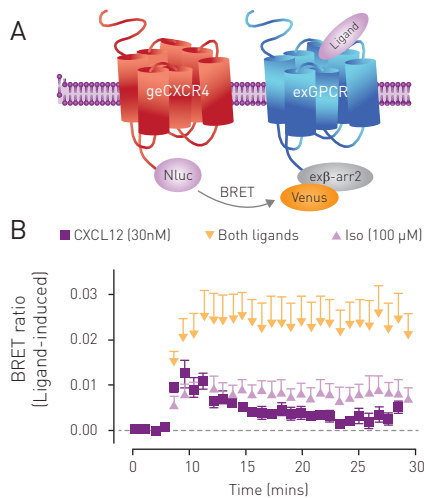 A
Ligand
geCXCR4
exGPCR
Nluc
exβ-arr2
BRET
Venus
B
CXCL12 (30nM) Both ligands Iso (100 µM)
BRET ratio
(Ligand-induced)
0.03
0.02
0.01
0.00
0 10 15 20 25 30
Time (mins)